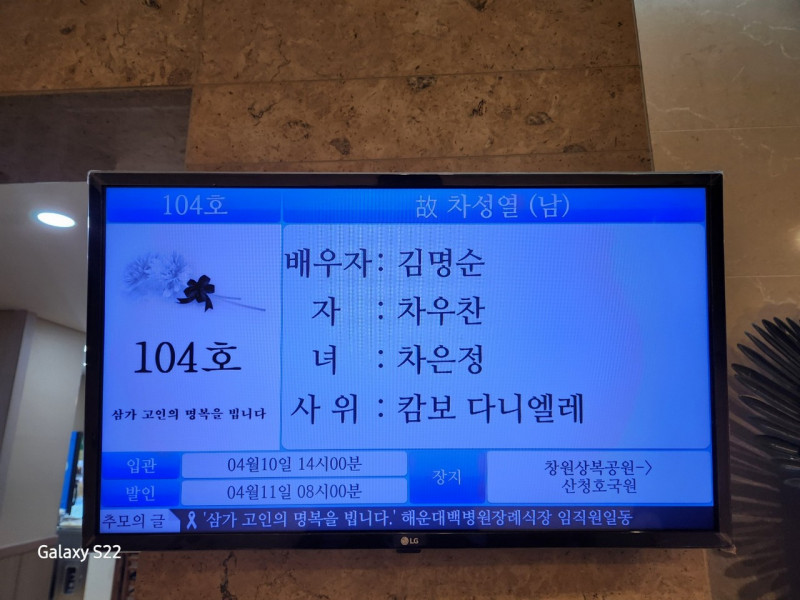 104호 故 차성열 (남)
배우자 : 김명순
자 : 차우찬
녀 : 차은정
사위 : 캄보 다니엘레
104호
삼가 고인의 명복을 빕니다
입관 04월10일 14시00분
발인 04월11일 08시00분
장지 창원상복공원->
산청호국원
추모의 글 '삼가 고인의 명복을 빕니다.' 해운대백병원장례식장 임직원일동
LG
Galaxy S22